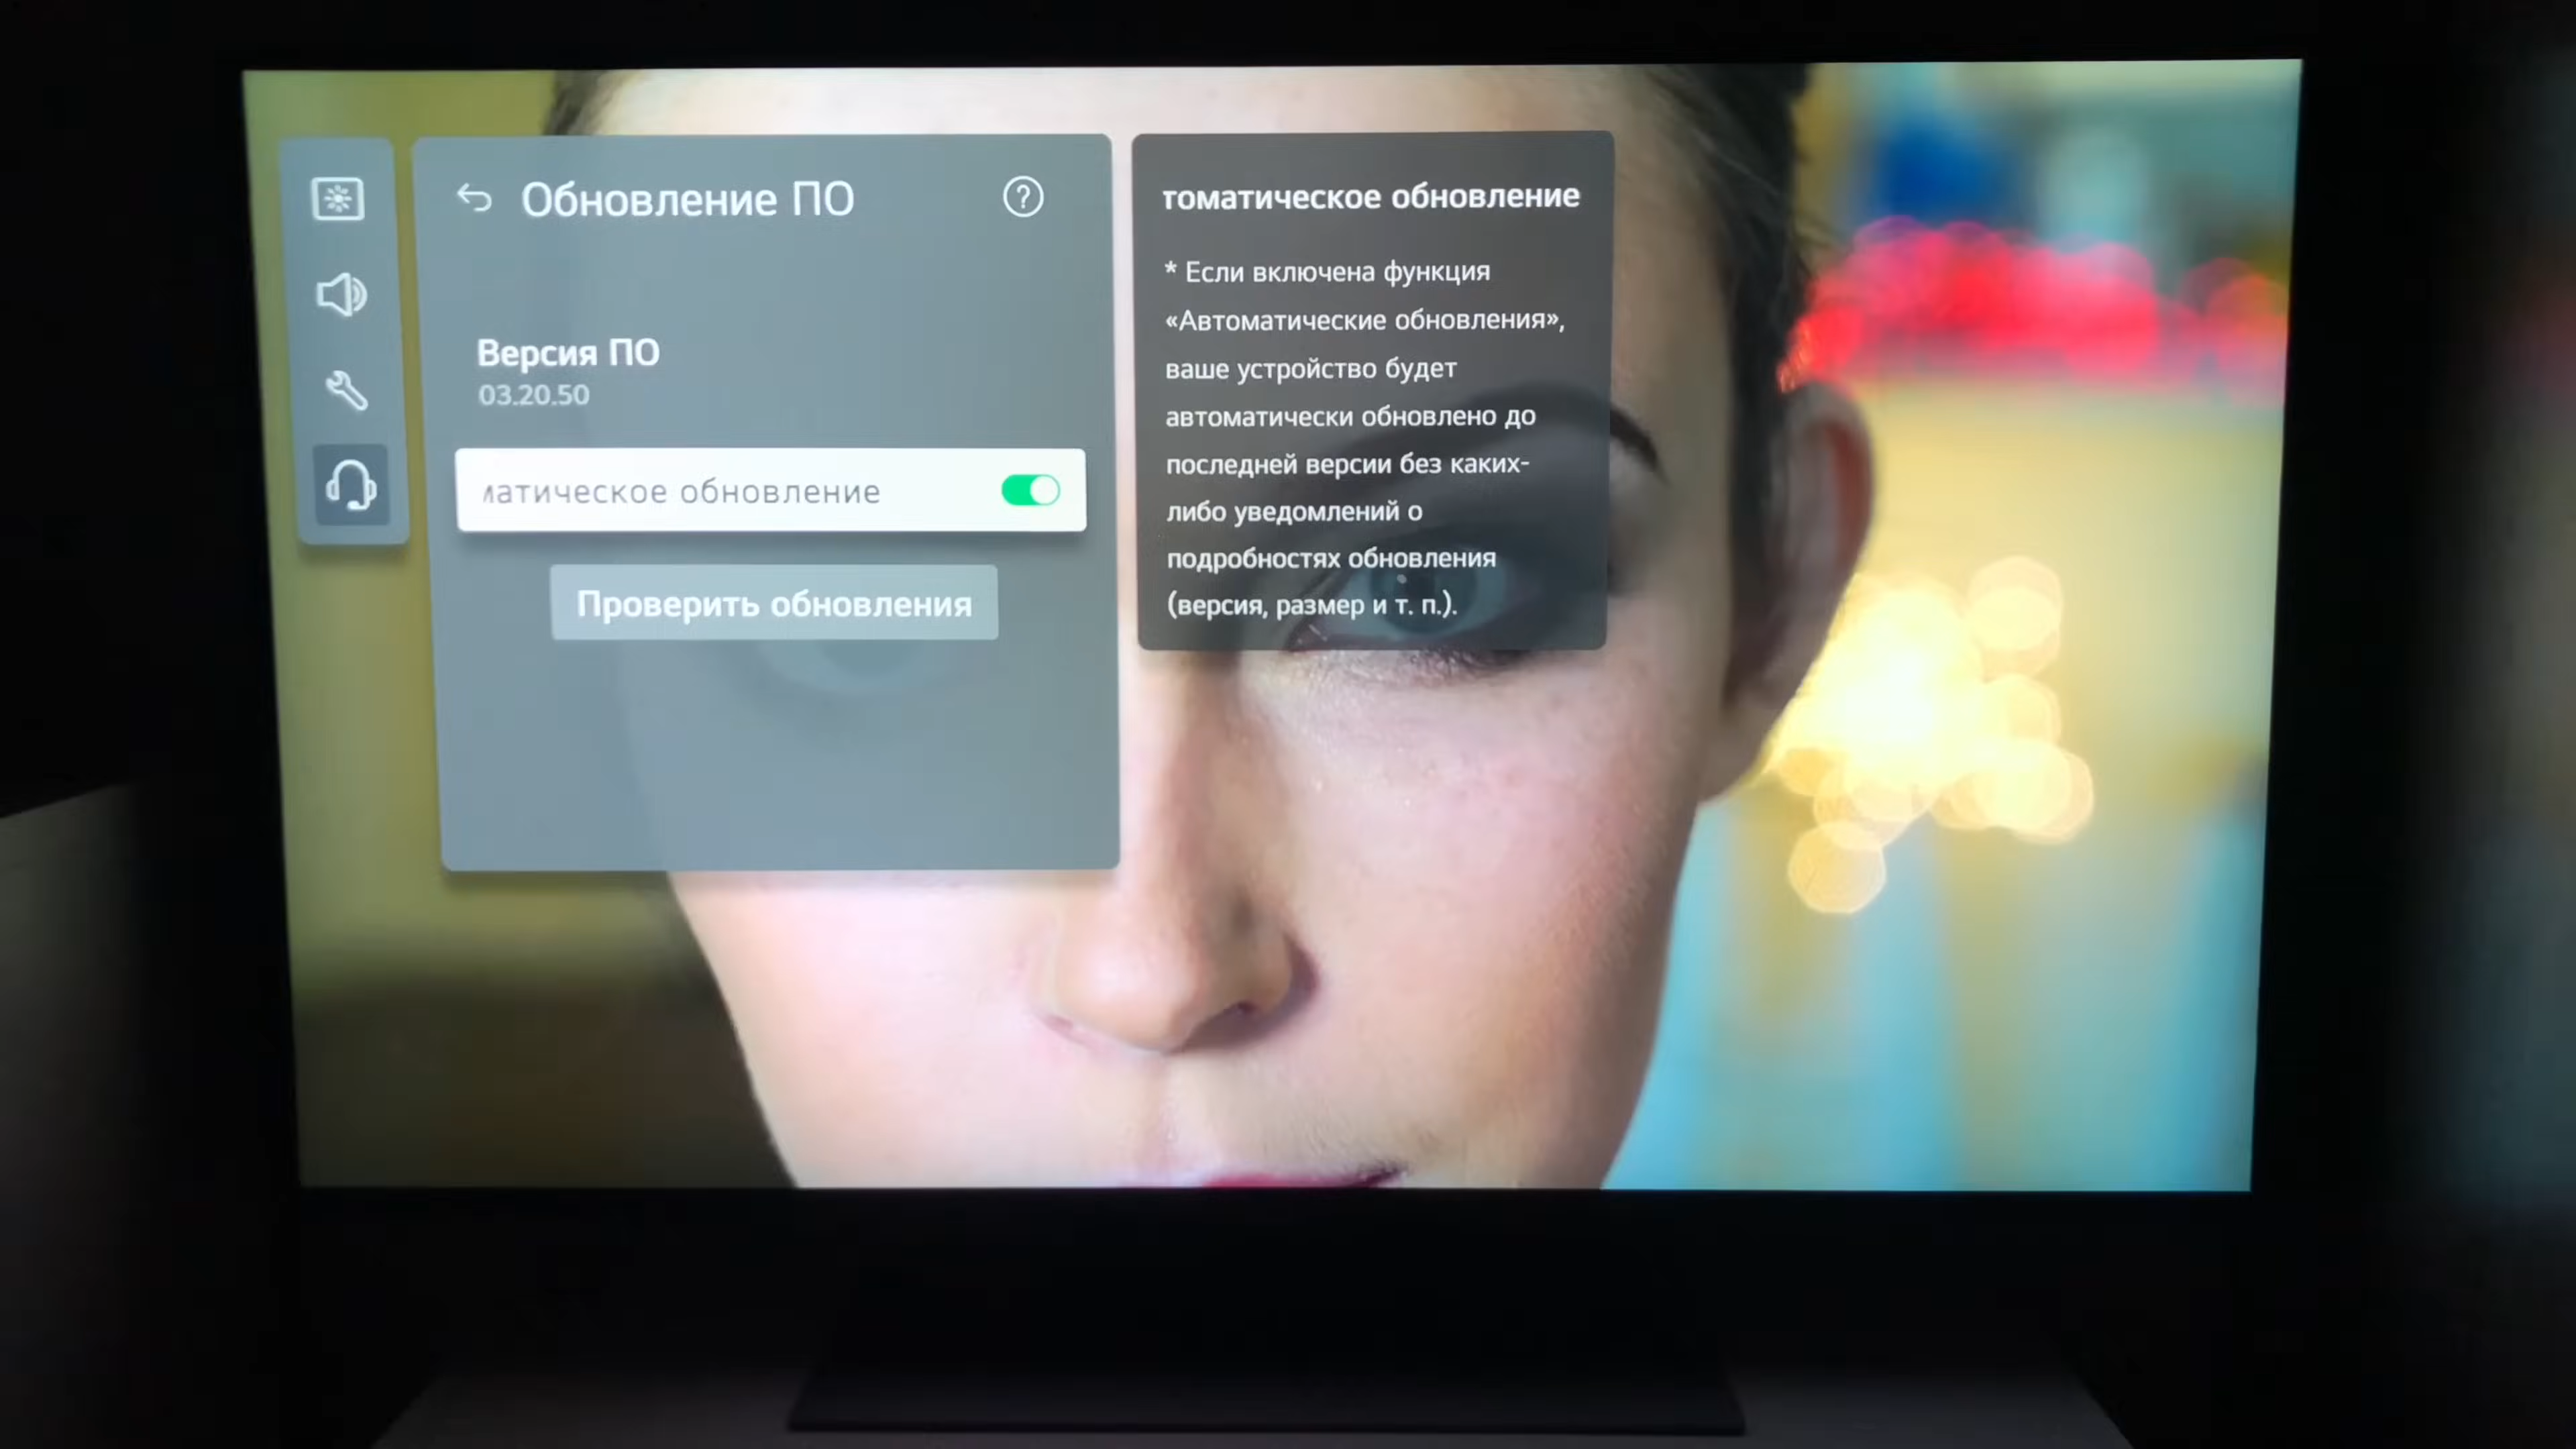 Обновление ПО
?
Версия ПО
03.20.50
матическое обновление
Проверить обновления
томатическое обновление
* Если включена функция
«Автоматические обновления»,
ваше устройство будет
автоматически обновлено до
последней версии без каких-
либо уведомлений о
подробностях обновления
(версия, размер и т. п.).